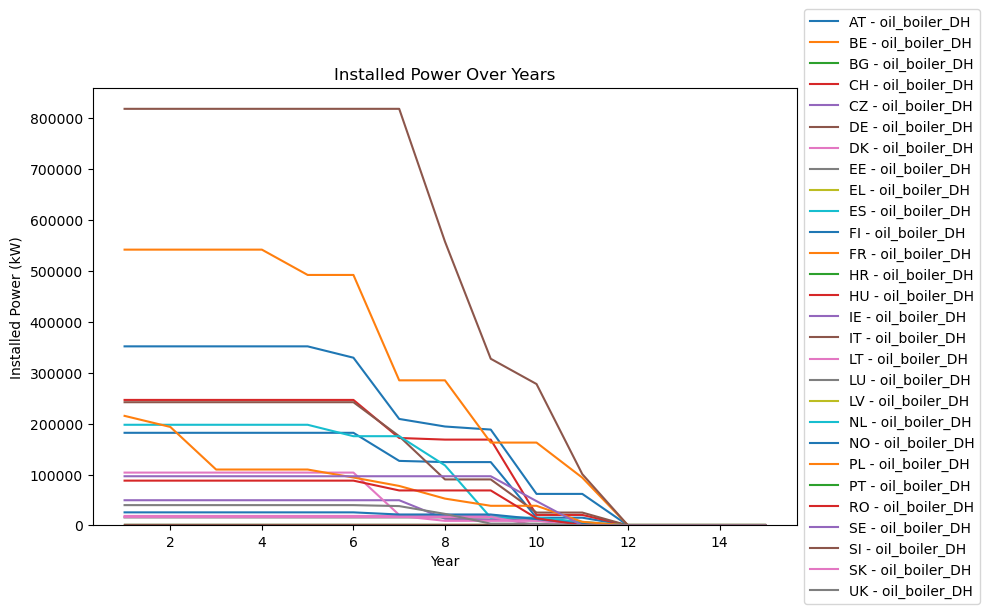 Installed Power Over Years
Installed Power (kW)
800000
700000
600000
500000
400000
300000
200000
100000
0
2 4 6 8 10 12 14
Year
AT - oil_boiler_DH
BE - oil_boiler_DH
BG - oil_boiler_DH
CH - oil_boiler_DH
CZ - oil_boiler_DH
DE - oil_boiler_DH
DK - oil_boiler_DH
EE - oil_boiler_DH
EL - oil_boiler_DH
ES - oil_boiler_DH
FI - oil_boiler_DH
FR - oil_boiler_DH
HR - oil_boiler_DH
HU - oil_boiler_DH
IE - oil_boiler_DH
IT - oil_boiler_DH
LT - oil_boiler_DH
LU - oil_boiler_DH
LV - oil_boiler_DH
NL - oil_boiler_DH
NO - oil_boiler_DH
PL - oil_boiler_DH
PT - oil_boiler_DH
RO - oil_boiler_DH
SE - oil_boiler_DH
SI - oil_boiler_DH
SK - oil_boiler_DH
UK - oil_boiler_DH